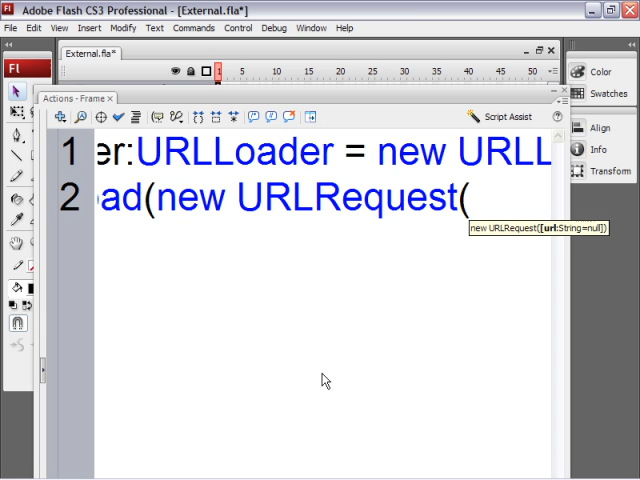 Adobe Flash CS3 Professional - [External.fla*]
File Edit View Insert Modify Text Commands Control Debug Window Help
External.fla*
Fl
1 5 10 15 20 25 30 35 40 45 50
Color
Swatches
Align
Info
Transform
Actions - Frame ×
Script Assist
1 er:URLLoader = new URLL
2 oad(new URLRequest(
new URLRequest([url:String=null])